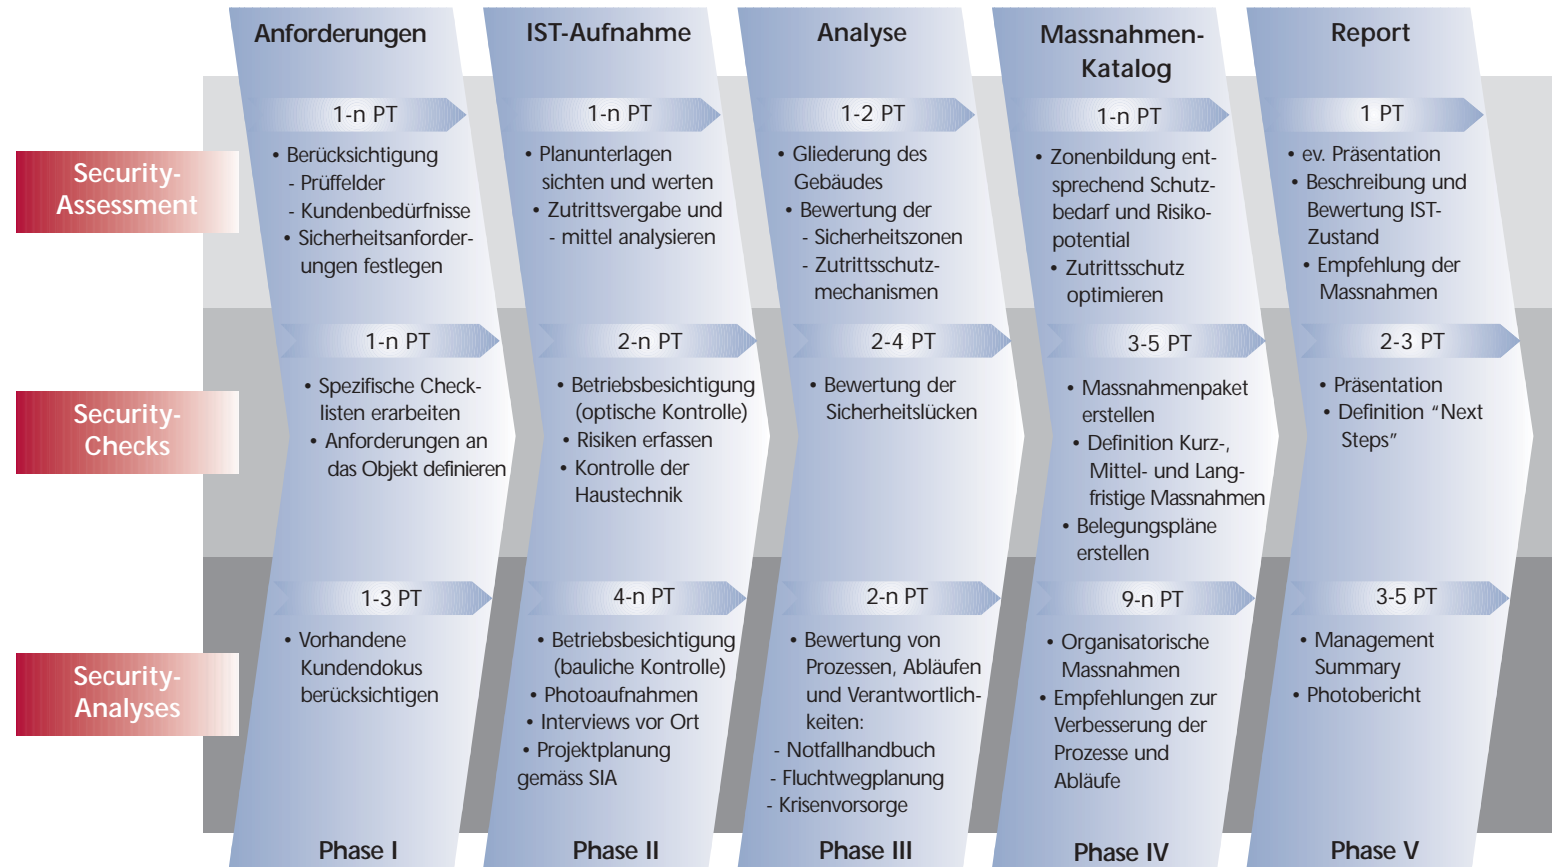 Anforderungen
IST-Aufnahme
Analyse
Massnahmen-
Katalog
Report
Security-
Assessment
1-n PT
• Berücksichtigung
- Prüffelder
- Kundenbedürfnisse
• Sicherheitsanforder-
ungen festlegen
1-n PT
• Planunterlagen
sichten und werten
• Zutrittsvergabe und
- mittel analysieren
1-2 PT
• Gliederung des
Gebäudes
• Bewertung der
- Sicherheitszonen
- Zutrittsschutz-
mechanismen
1-n PT
• Zonenbildung ent-
sprechend Schutz-
bedarf und Risiko-
potential
• Zutrittsschutz
optimieren
1 PT
• ev. Präsentation
• Beschreibung und
Bewertung IST-
Zustand
• Empfehlung der
Massnahmen
Security-
Checks
1-n PT
• Spezifische Check-
listen erarbeiten
• Anforderungen an
das Objekt definieren
2-n PT
• Betriebsbesichtigung
(optische Kontrolle)
• Risiken erfassen
• Kontrolle der
Haustechnik
2-4 PT
• Bewertung der
Sicherheitslücken
3-5 PT
• Massnahmenpaket
erstellen
• Definition Kurz-,
Mittel- und Lang-
fristige Massnahmen
• Belegungspläne
erstellen
2-3 PT
• Präsentation
• Definition “Next
Steps”
Security-
Analyses
1-3 PT
• Vorhandene
Kundendokus
berücksichtigen
4-n PT
• Betriebsbesichtigung
(bauliche Kontrolle)
• Photoaufnahmen
• Interviews vor Ort
• Projektplanung
gemäss SIA
2-n PT
• Bewertung von
Prozessen, Abläufen
und Verantwortlich-
keiten:
- Notfallhandbuch
- Fluchtwegplanung
- Krisenvorsorge
9-n PT
• Organisatorische
Massnahmen
• Empfehlungen zur
Verbesserung der
Prozesse und
Abläufe
3-5 PT
• Management
Summary
• Photobericht
Phase I
Phase II
Phase III
Phase IV
Phase V